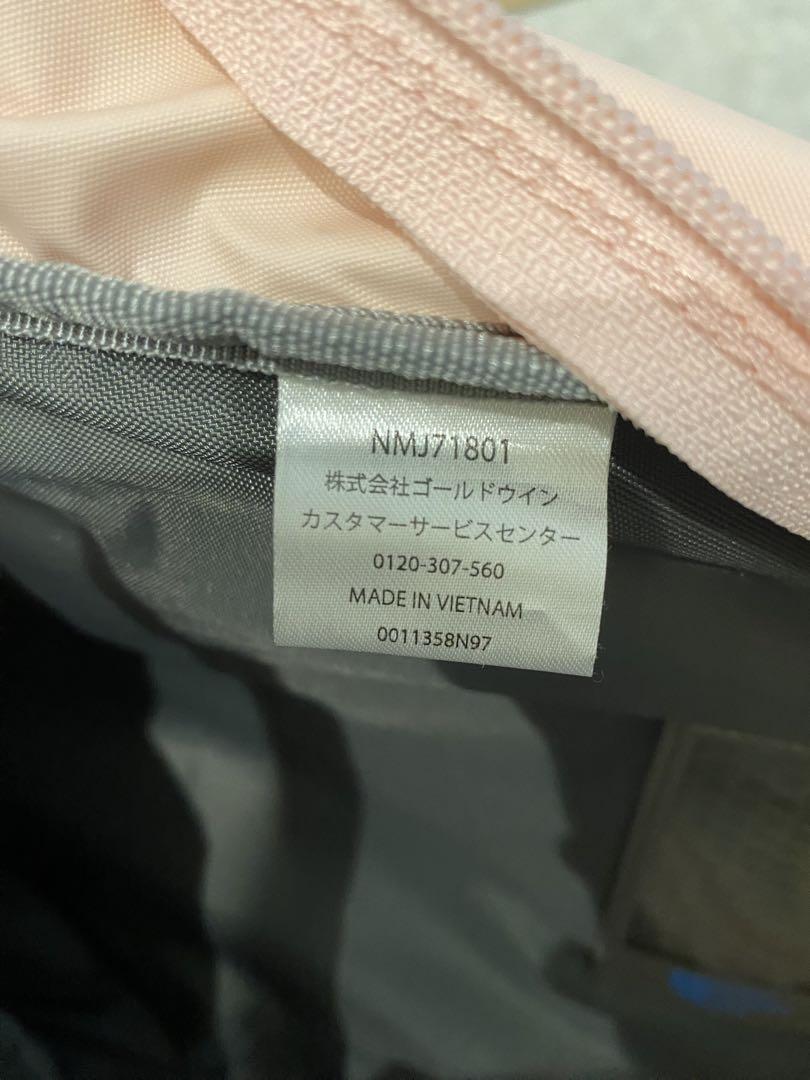 NMJ71801
株式会社ゴールドウイン
カスタマーサービスセンター
0120-307-560
MADE IN VIETNAM
0011358N97